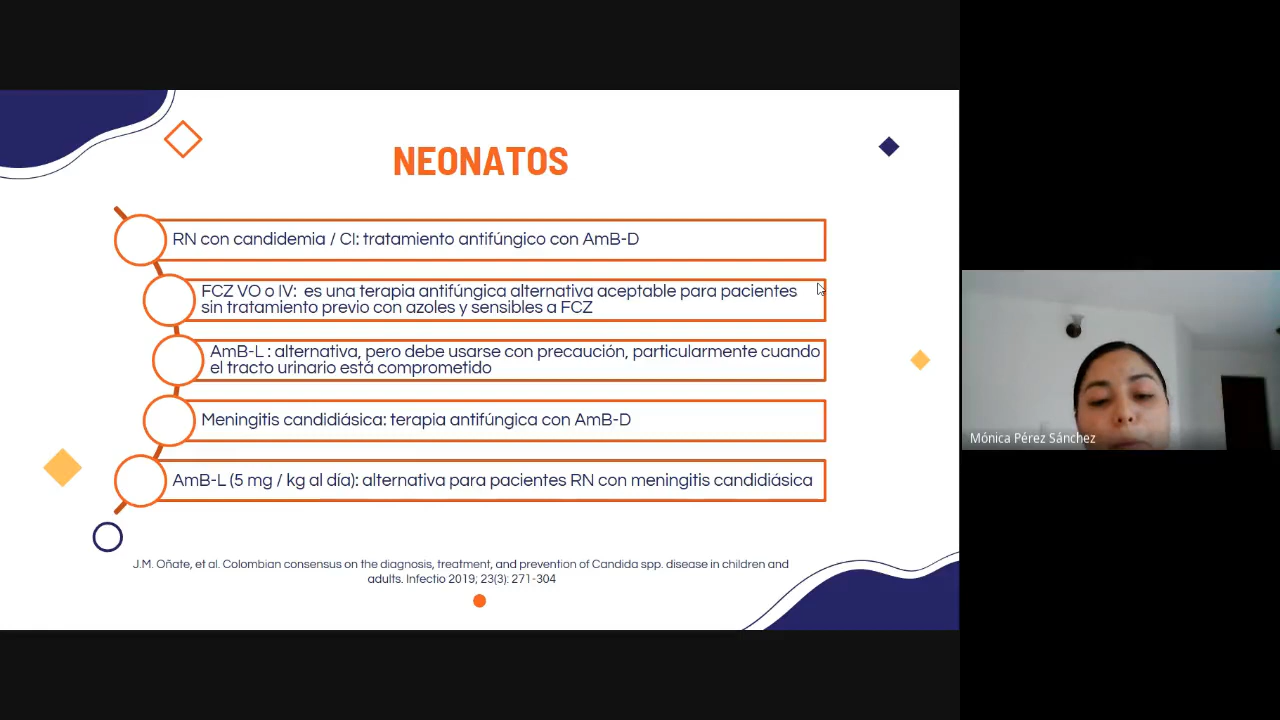 NEONATOS
RN con candidemia / CI: tratamiento antifúngico con AmB-D
FCZ VO o IV:  es una terapia antifúngica alternativa aceptable para pacientes
sin tratamiento previo con azoles y sensibles a FCZ
AmB-L : alternativa, pero debe usarse con precaución, particularmente cuando
el tracto urinario está comprometido
Meningitis candidiásica: terapia antifúngica con AmB-D
AmB-L (5 mg / kg al día): alternativa para pacientes RN con meningitis candidiásica
J.M. Oñate, et al. Colombian consensus on the diagnosis, treatment, and prevention of Candida spp. disease in children and
adults. Infectio 2019; 23(3): 271-304
Mónica Pérez Sánchez